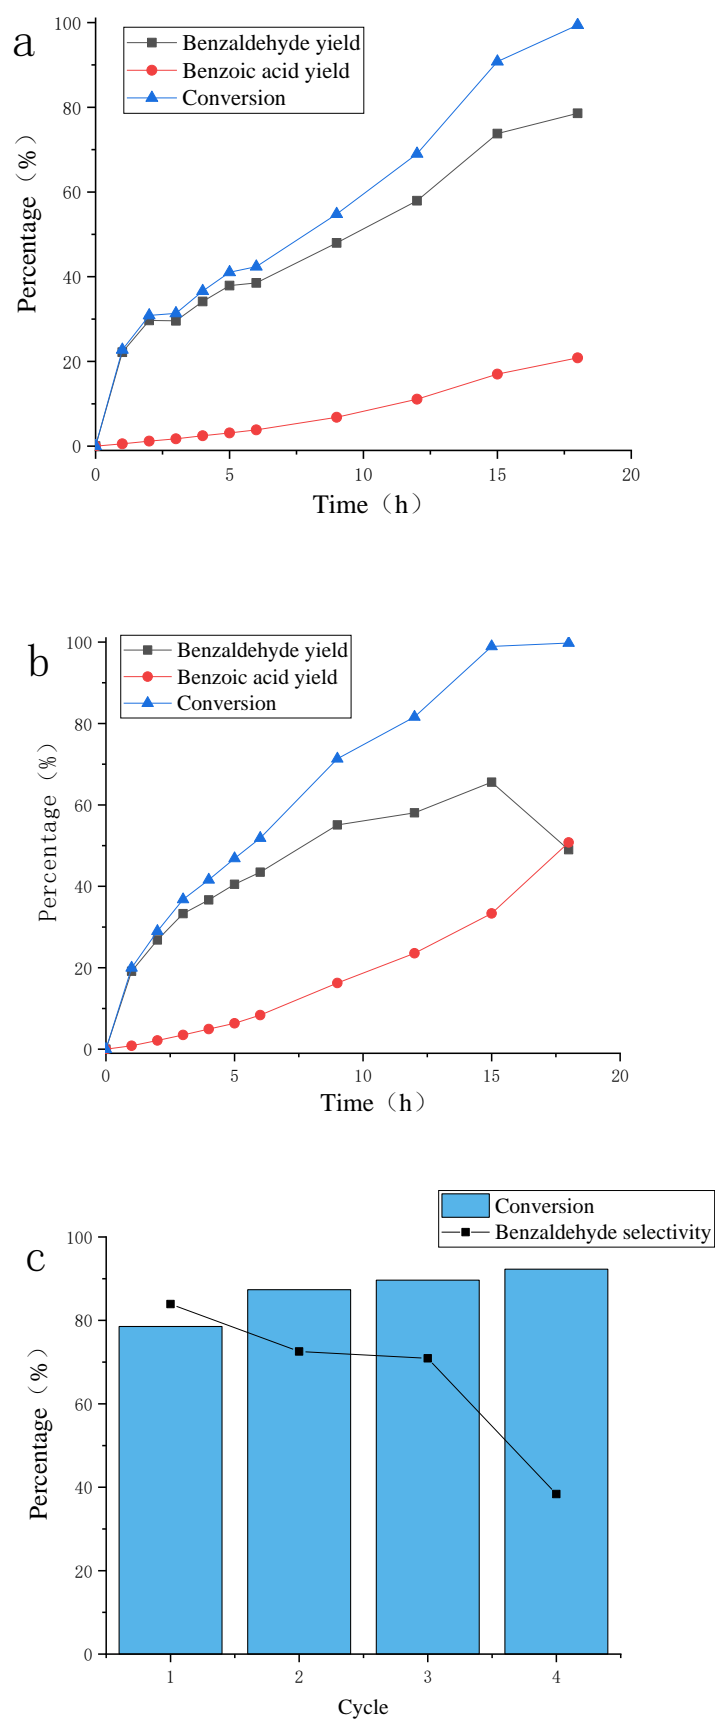 a
Benzaldehyde yield
Benzoic acid yield
Conversion
Percentage（%）
100
80
60
40
20
0
0 5 10 15 20
Time（h）
b
Benzaldehyde yield
Benzoic acid yield
Conversion
Percentage（%）
100
80
60
40
20
0
0 5 10 15 20
Time（h）
Conversion
Benzaldehyde selectivity
c
Percentage（%）
100
80
60
40
20
0
1 2 3 4
Cycle